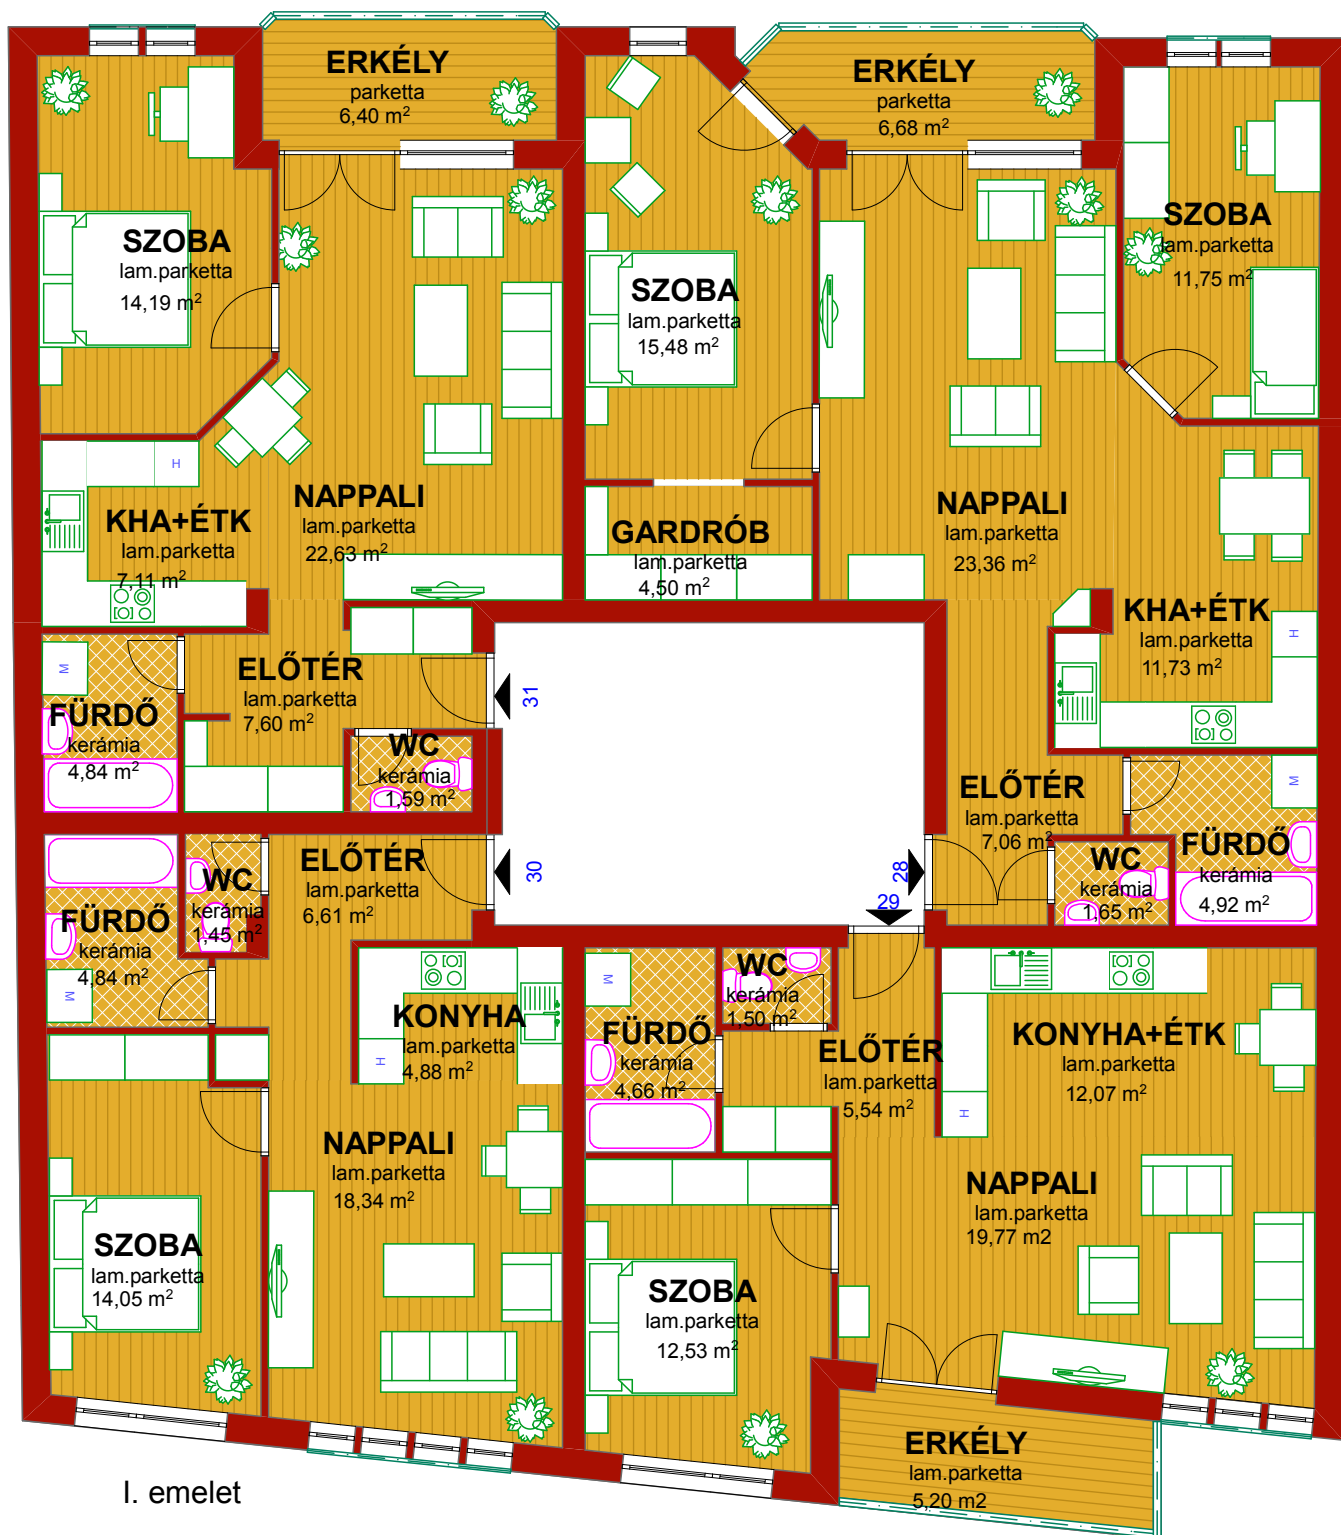 ERKÉLY
parketta
6,40 m²
ERKÉLY
parketta
6,68 m²
SZOBA
lam.parketta
14,19 m²
SZOBA
lam.parketta
15,48 m²
SZOBA
lam.parketta
11,75 m²
H
KHA+ÉTK
lam.parketta
7,11 m²
NAPPALI
lam.parketta
22,63 m²
GARDRÓB
lam.parketta
4,50 m²
NAPPALI
lam.parketta
23,36 m²
KHA+ÉTK
lam.parketta
11,73 m²
H
M
FÜRDŐ
kerámia
4,84 m²
ELŐTÉR
lam.parketta
7,60 m²
31
WC
kerámia
1,59 m²
ELŐTÉR
lam.parketta
7,06 m²
M
FÜRDŐ
kerámia
4,92 m²
WC
kerámia
1,65 m²
28
29
30
ELŐTÉR
lam.parketta
6,61 m²
WC
kerámia
1,45 m²
FÜRDŐ
kerámia
4,84 m²
M
KONYHA
lam.parketta
4,88 m²
H
M
FÜRDŐ
kerámia
4,66 m²
WC
kerámia
1,50 m²
ELŐTÉR
lam.parketta
5,54 m²
KONYHA+ÉTK
lam.parketta
12,07 m²
H
NAPPALI
lam.parketta
18,34 m²
NAPPALI
lam.parketta
19,77 m2
SZOBA
lam.parketta
14,05 m²
SZOBA
lam.parketta
12,53 m²
ERKÉLY
lam.parketta
5,20 m2
I. emelet